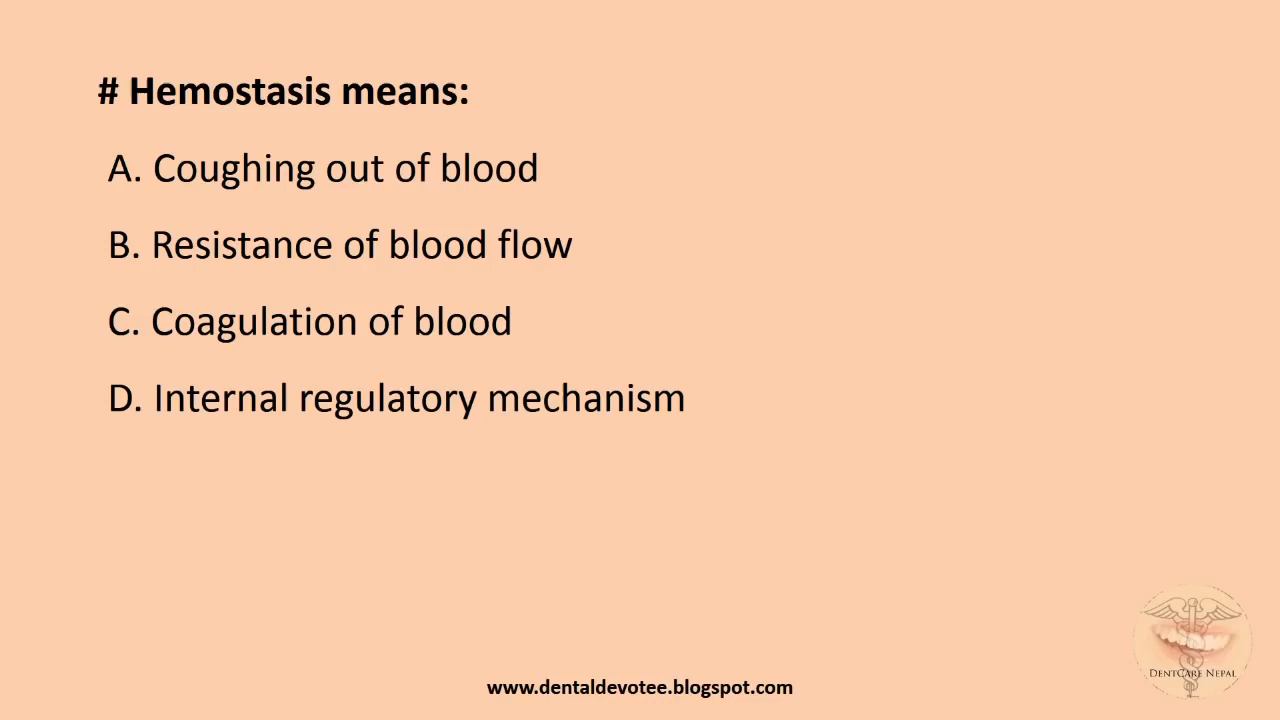 # Hemostasis means:
A. Coughing out of blood
B. Resistance of blood flow
C. Coagulation of blood
D. Internal regulatory mechanism
DentCare Nepal
www.dentaldevotee.blogspot.com